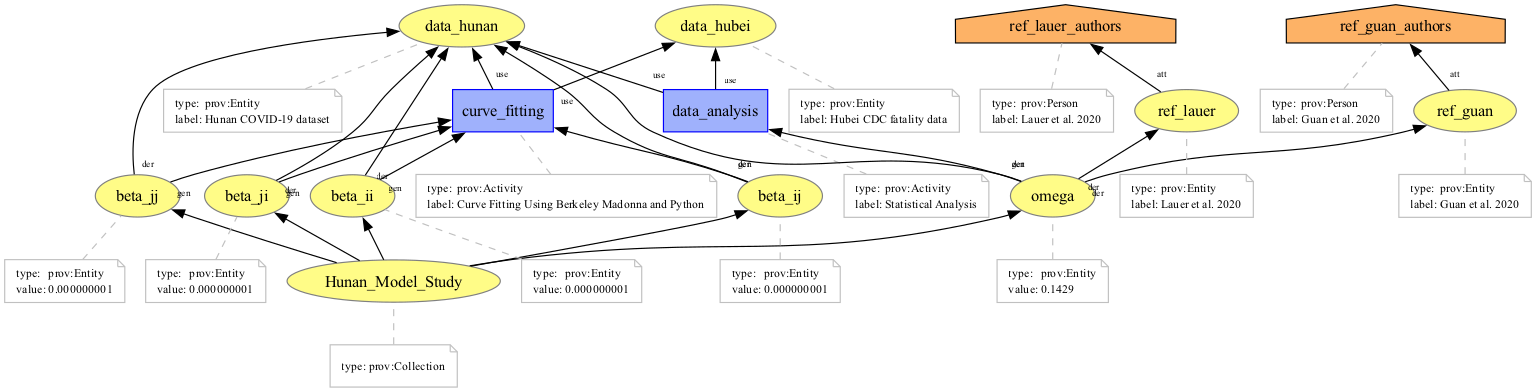 data_hunan
data_hubei
ref_lauer_authors
ref_guan_authors
use
use
use
use
att
att
type:  prov:Entity
label: Hunan COVID-19 dataset
curve_fitting
data_analysis
type:  prov:Entity
label: Hubei CDC fatality data
type:  prov:Person
label: Lauer et al. 2020
ref_lauer
type:  prov:Person
label: Guan et al. 2020
ref_guan
der
der
gen
der
gen
der
gen
der
der
beta_jj
gen
beta_ji
beta_ii
gen
type:  prov:Activity
label: Curve Fitting Using Berkeley Madonna and Python
beta_ij
type:  prov:Activity
label: Statistical Analysis
omega
type:  prov:Entity
label: Lauer et al. 2020
type:  prov:Entity
label: Guan et al. 2020
type:  prov:Entity
value: 0.000000001
type:  prov:Entity
value: 0.000000001
Hunan_Model_Study
type:  prov:Entity
value: 0.000000001
type:  prov:Entity
value: 0.000000001
type:  prov:Entity
value: 0.1429
type: prov:Collection